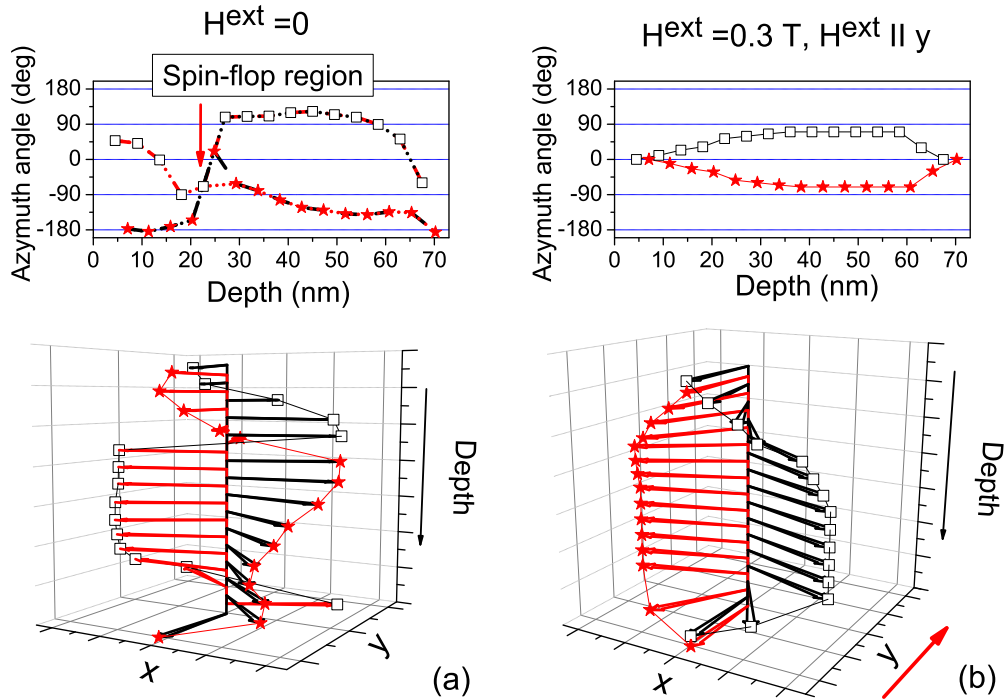 H^ext =0
H^ext =0.3 T, H^ext II y
Spin-flop region
Azymuth angle (deg)
180
90
0
-90
-180
0 10 20 30 40 50 60 70
Depth (nm)
Azymuth angle (deg)
180
90
0
-90
-180
0 10 20 30 40 50 60 70
Depth (nm)
Depth
x
y
(a)
Depth
x
y
(b)